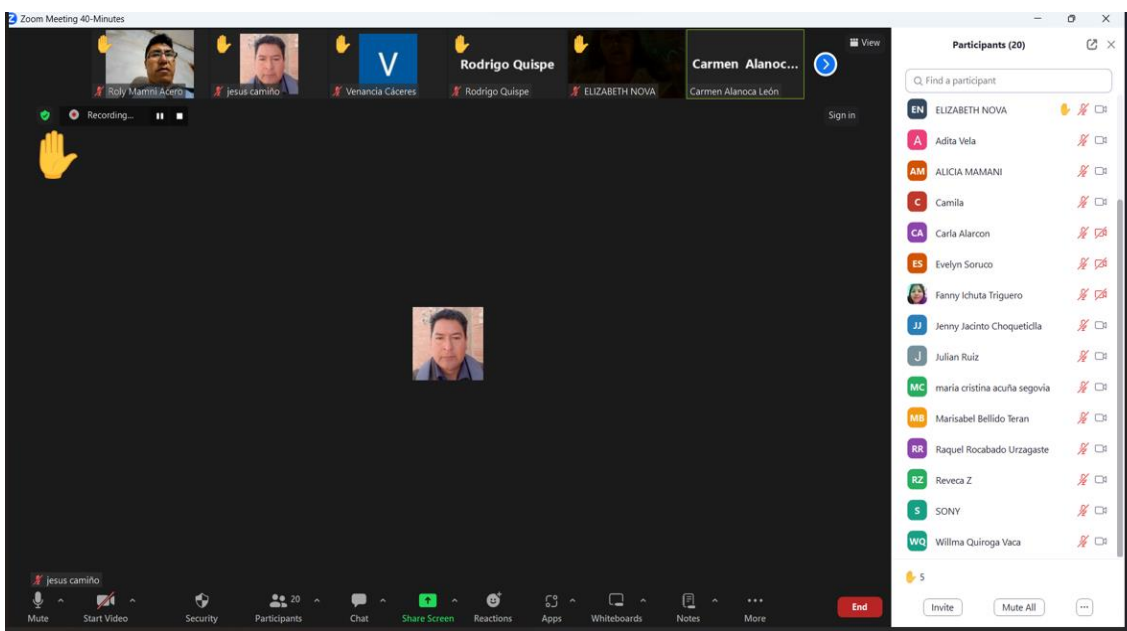 Zoom Meeting 40-Minutes
Roly Mamni Acero
jesus camiño
V
Venancia Cáceres
Rodrigo Quispe
Rodrigo Quispe
ELIZABETH NOVA
Carmen Alanoc...
Carmen Alanoca León
View
Recording...
Sign in
jesus camiño
Mute
Start Video
Security
20
Participants
Chat
Share Screen
Reactions
Apps
Whiteboards
Notes
More
End
Participants (20)
Find a participant
EN ELIZABETH NOVA
A Adita Vela
AM ALICIA MAMANI
C Camila
CA Carla Alarcon
ES Evelyn Soruco
Fanny Ichuta Triguero
JJ Jenny Jacinto Choqueticlla
J Julian Ruiz
MC maria cristina acuña segovia
MB Marisabel Bellido Teran
RR Raquel Rocabado Urzagaste
RZ Reveca Z
S SONY
WQ Willma Quiroga Vaca
5
Invite
Mute All